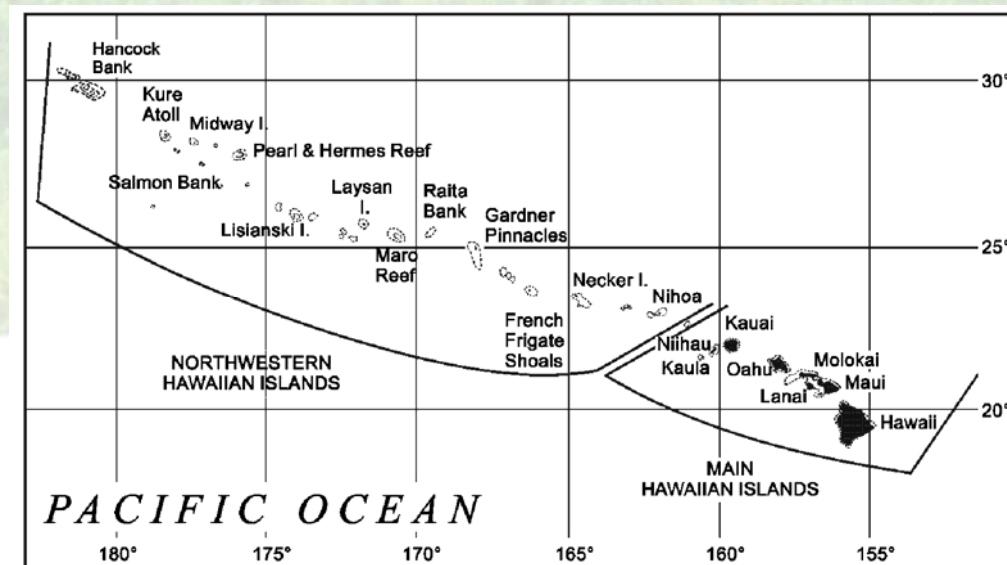 Hancock
Bank
30°
Kure
Atoll
Midway I.
Pearl & Hermes Reef
Salmon Bank
Laysan
I.
Raita
Bank
Lisianski I.
Gardner
Pinnacles
25°
Maro
Reef
Necker I.
Nihoa
French
Frigate
Shoals
Kauai
Niihau
Kaula
Oahu
Molokai
Maui
Lanai
Hawaii
20°
NORTHWESTERN
HAWAIIAN ISLANDS
MAIN
HAWAIIAN ISLANDS
PACIFIC OCEAN
180° 175° 170° 165° 160° 155°